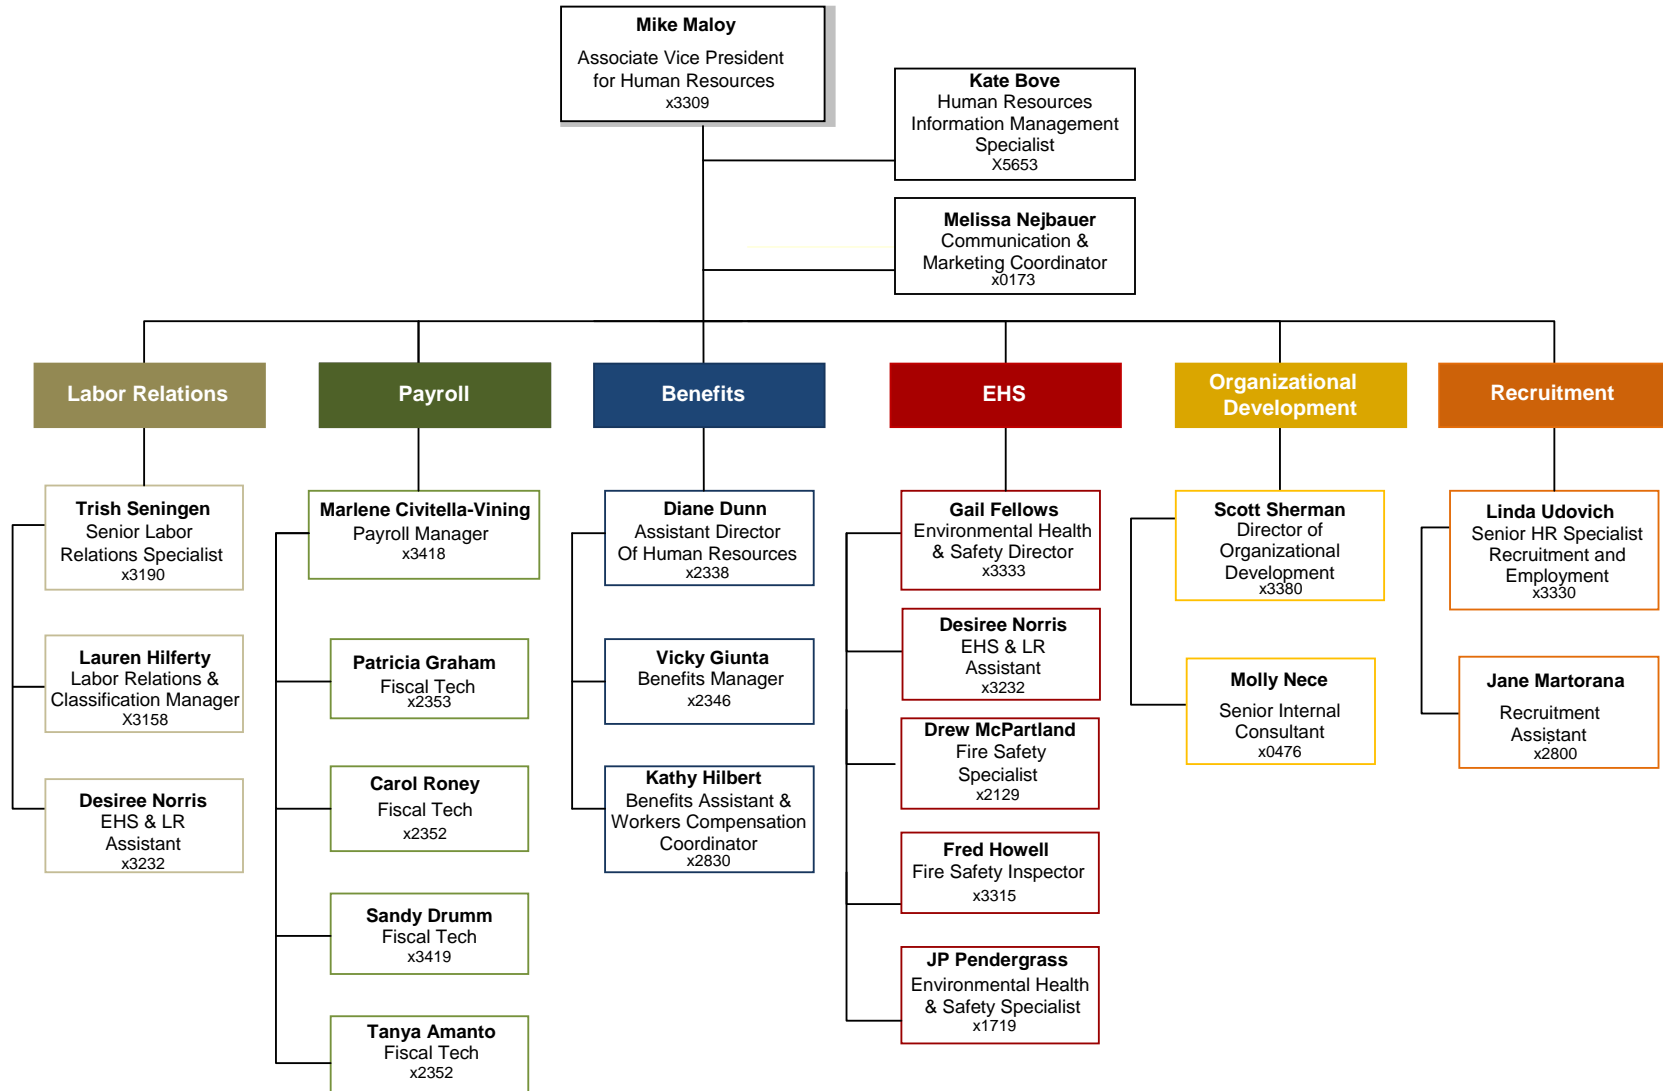 Mike Maloy
Associate Vice President
for Human Resources
x3309
Kate Bove
Human Resources
Information Management
Specialist
X5653
Melissa Nejbauer
Communication &
Marketing Coordinator
x0173
Labor Relations
Payroll
Benefits
EHS
Organizational
Development
Recruitment
Trish Seningen
Senior Labor
Relations Specialist
x3190
Lauren Hilferty
Labor Relations &
Classification Manager
X3158
Desiree Norris
EHS & LR
Assistant
x3232
Marlene Civitella-Vining
Payroll Manager
x3418
Patricia Graham
Fiscal Tech
x2353
Carol Roney
Fiscal Tech
x2352
Sandy Drumm
Fiscal Tech
x3419
Tanya Amanto
Fiscal Tech
x2352
Diane Dunn
Assistant Director
Of Human Resources
x2338
Vicky Giunta
Benefits Manager
x2346
Kathy Hilbert
Benefits Assistant &
Workers Compensation
Coordinator
x2830
Gail Fellows
Environmental Health
& Safety Director
x3333
Desiree Norris
EHS & LR
Assistant
x3232
Drew McPartland
Fire Safety
Specialist
x2129
Fred Howell
Fire Safety Inspector
x3315
JP Pendergrass
Environmental Health
& Safety Specialist
x1719
Scott Sherman
Director of
Organizational
Development
x3380
Molly Nece
Senior Internal
Consultant
x0476
Linda Udovich
Senior HR Specialist
Recruitment and
Employment
x3330
Jane Martorana
Recruitment
Assistant
x2800